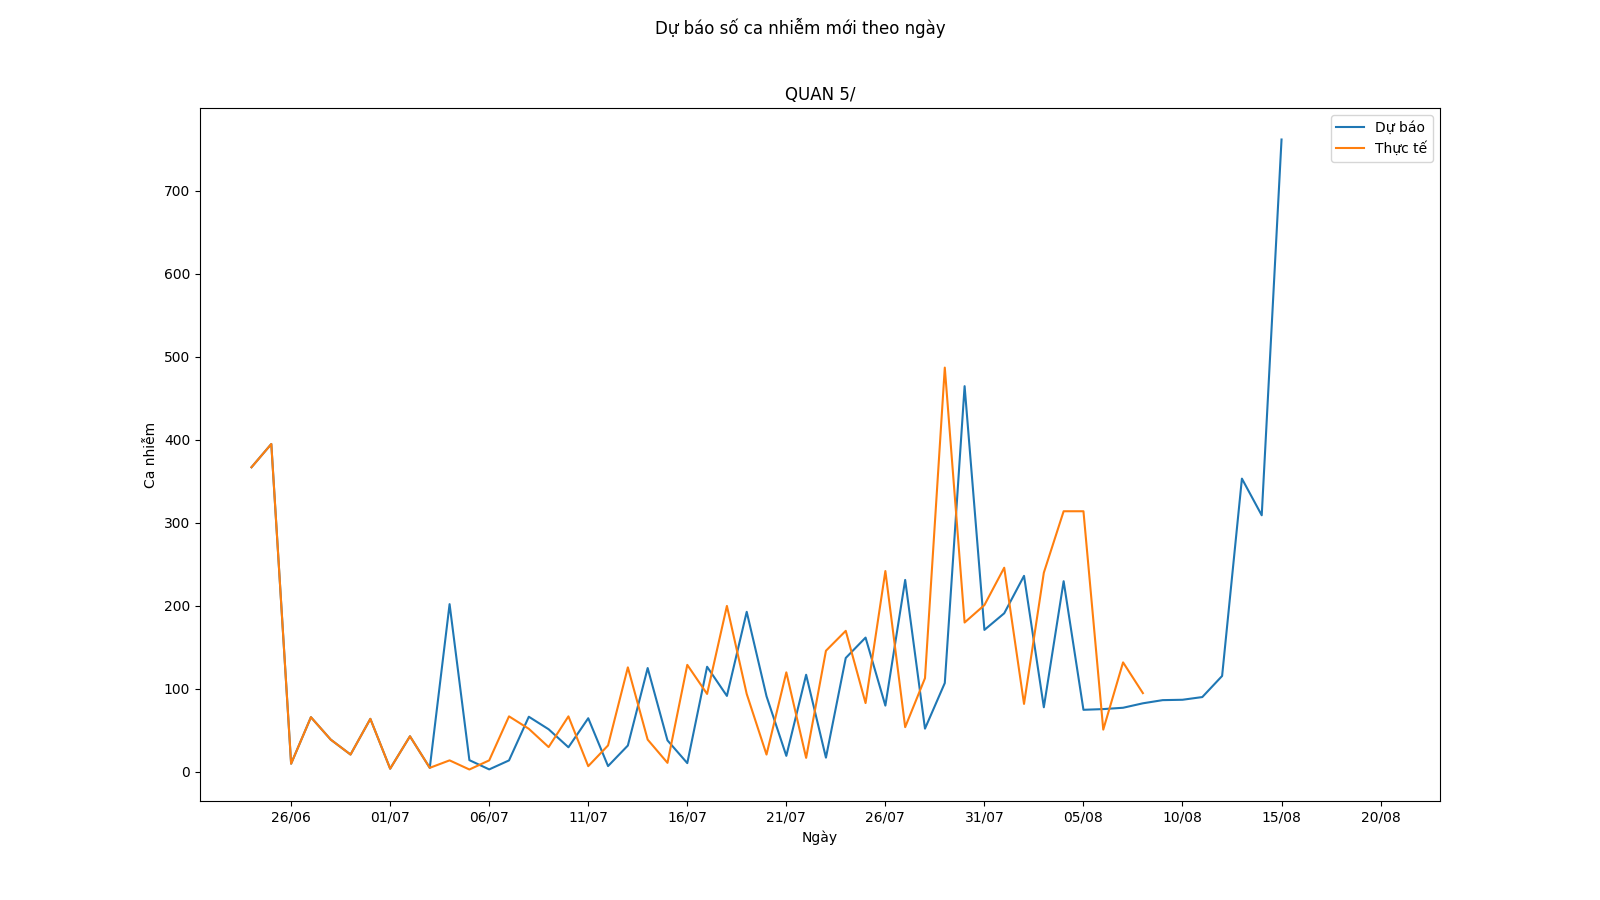 Dự báo số ca nhiễm mới theo ngày
QUAN 5/
Dự báo
Thực tế
700
600
500
400
300
200
100
0
Ca nhiễm
26/06 01/07 06/07 11/07 16/07 21/07 26/07 31/07 05/08 10/08 15/08 20/08
Ngày